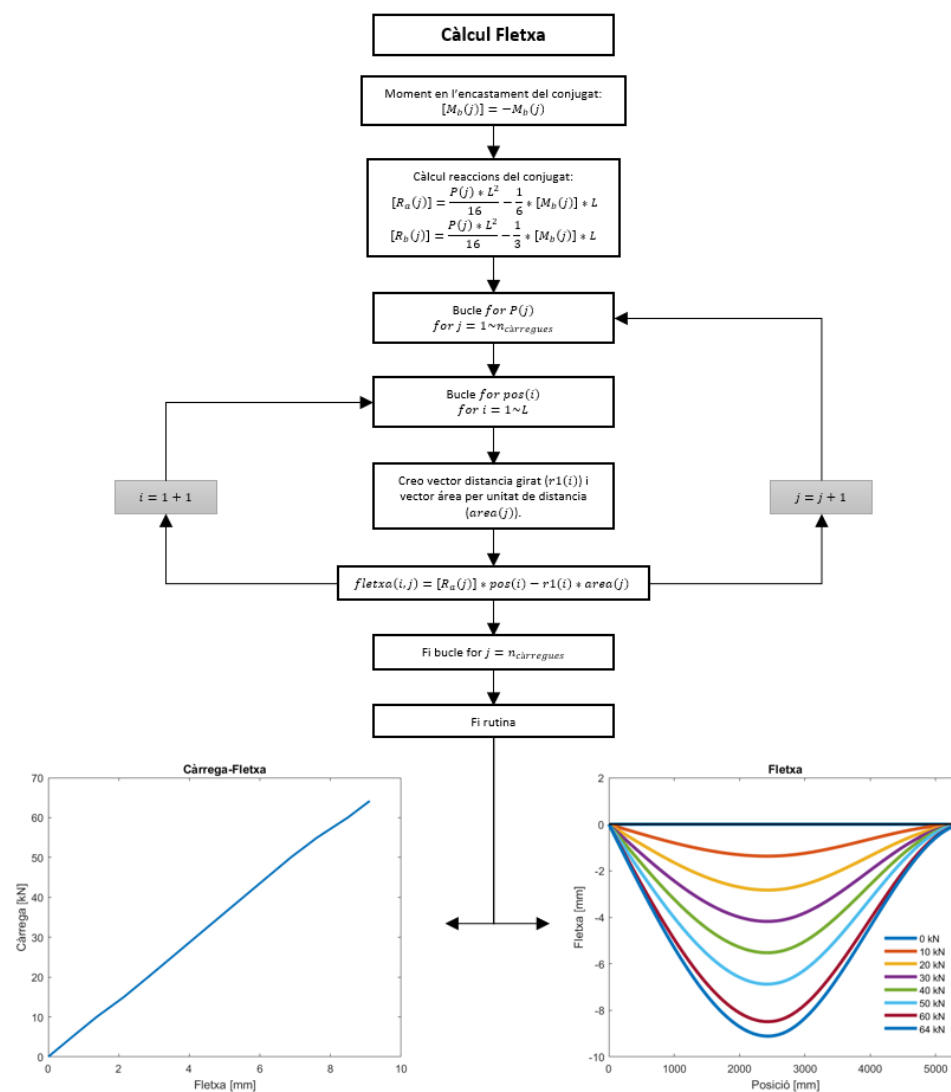 Càlcul Fletxa
Moment en l'encastament del conjugat:
[M_b(j)] = −M_b(j)
Càlcul reaccions del conjugat:
[R_a(j)] = P(j) * L²/16 − 1/6 * [M_b(j)] * L
[R_b(j)] = P(j) * L²/16 − 1/3 * [M_b(j)] * L
Bucle for P(j)
for j = 1~n_càrregues
Bucle for pos(i)
for i = 1~L
Creo vector distancia girat (r1(i)) i
vector área per unitat de distancia
(area(j)).
i = 1 + 1
j = j + 1
fletxa(i,j) = [R_a(j)] * pos(i) − r1(i) * area(j)
Fi bucle for j = n_càrregues
Fi rutina
Càrrega-Fletxa
70
60
50
40
30
20
10
0
Càrrega [kN]
0 2 4 6 8 10
Fletxa [mm]
Fletxa
2
0
-2
-4
-6
-8
-10
Fletxa [mm]
0 kN
10 kN
20 kN
30 kN
40 kN
50 kN
60 kN
64 kN
0 1000 2000 3000 4000 5000
Posició [mm]